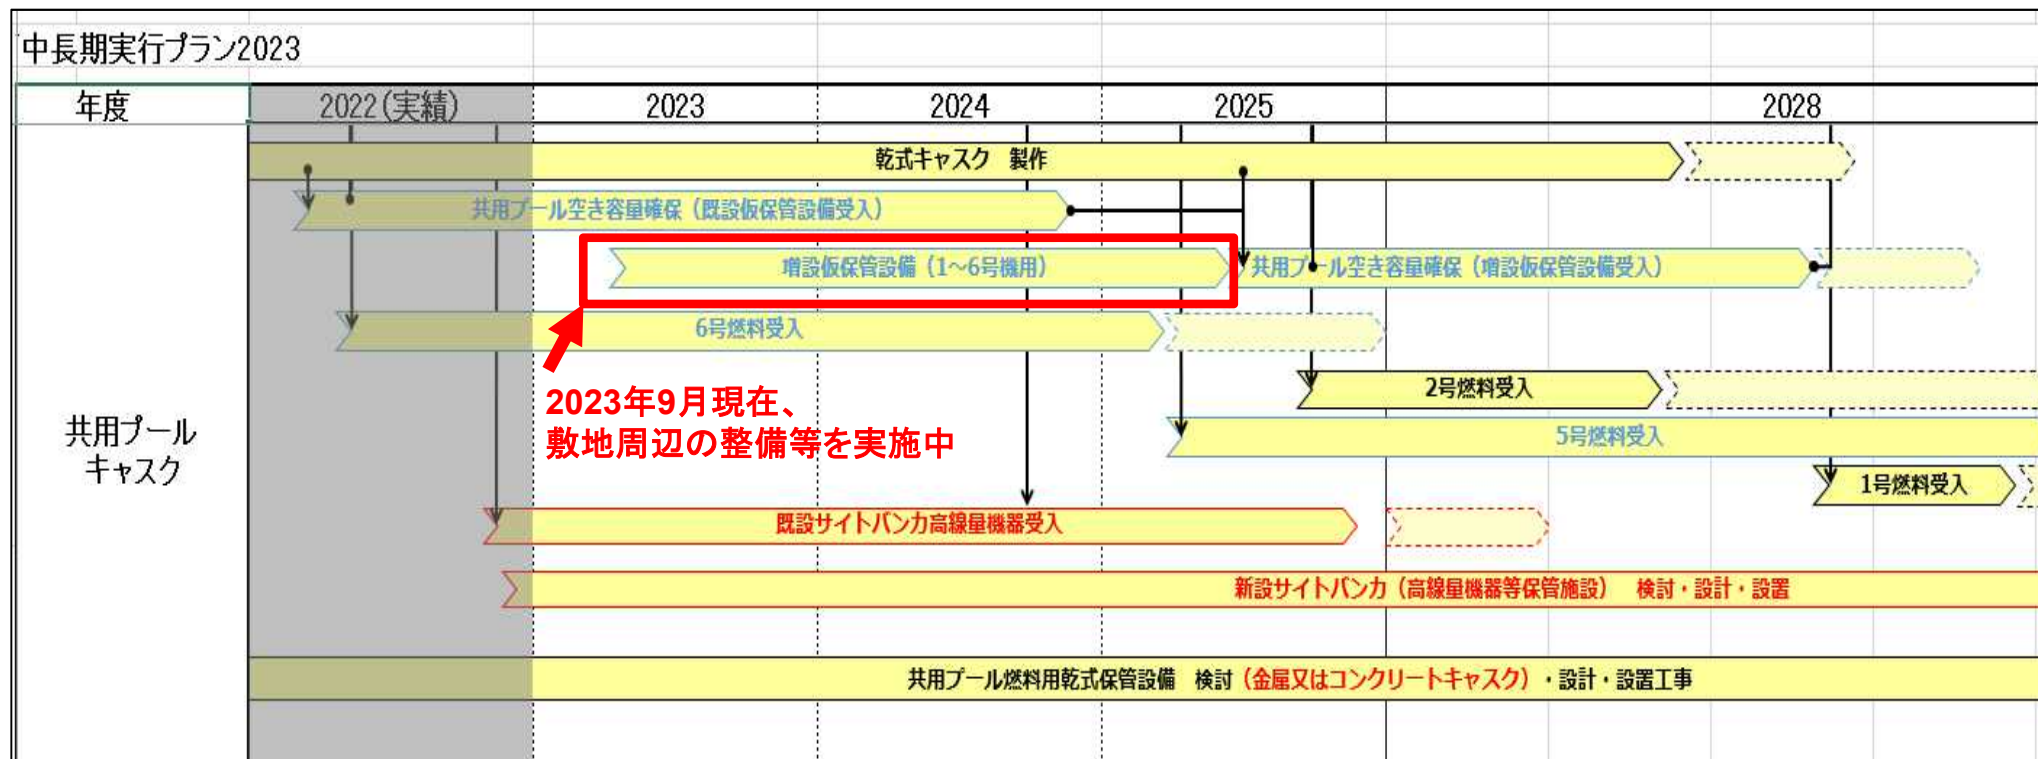 中長期実行プラン2023
年度
2022(実績)
2023
2024
2025
2028
乾式キャスク　製作
共用プール空き容量確保（既設仮保管設備受入）
増設仮保管設備（1～6号機用）
共用プール空き容量確保（増設仮保管設備受入）
6号燃料受入
2号燃料受入
2023年9月現在、
敷地周辺の整備等を実施中
5号燃料受入
共用プール
キャスク
1号燃料受入
既設サイトバンカ高線量機器受入
新設サイトバンカ（高線量機器等保管施設）　検討・設計・設置
共用プール燃料用乾式保管設備　検討（金属又はコンクリートキャスク）・設計・設置工事